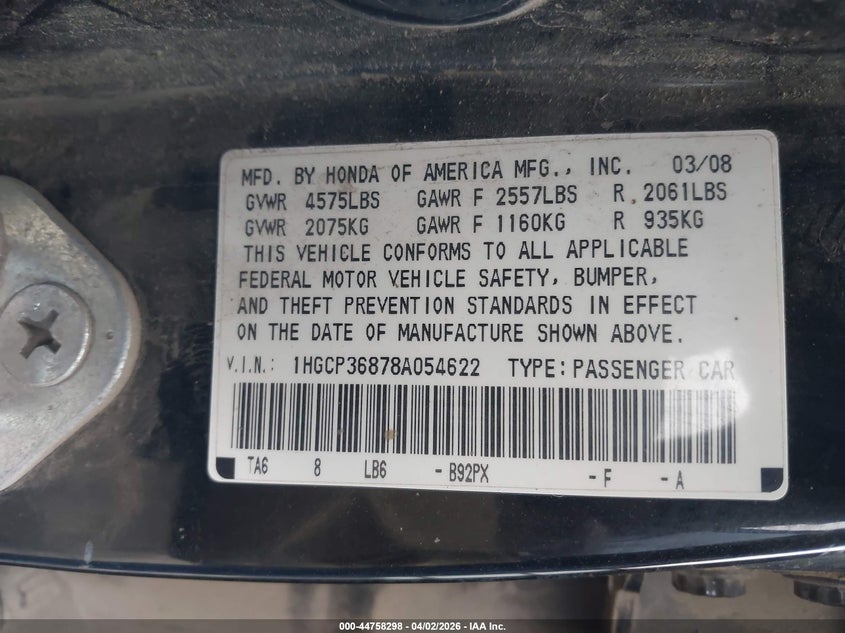 MFD. BY HONDA OF AMERICA MFG., INC. 03/08
GVWR 4575LBS GAWR F 2557LBS R 2061LBS
GVWR 2075KG GAWR F 1160KG R 935KG
THIS VEHICLE CONFORMS TO ALL APPLICABLE
FEDERAL MOTOR VEHICLE SAFETY, BUMPER,
AND THEFT PREVENTION STANDARDS IN EFFECT
ON THE DATE OF MANUFACTURE SHOWN ABOVE.
V.I.N.: 1HGCP36878A054622 TYPE: PASSENGER CAR
TA6 8 LB6 - B92PX - F - A
000-44758298 - 04/02/2026 - IAA Inc.